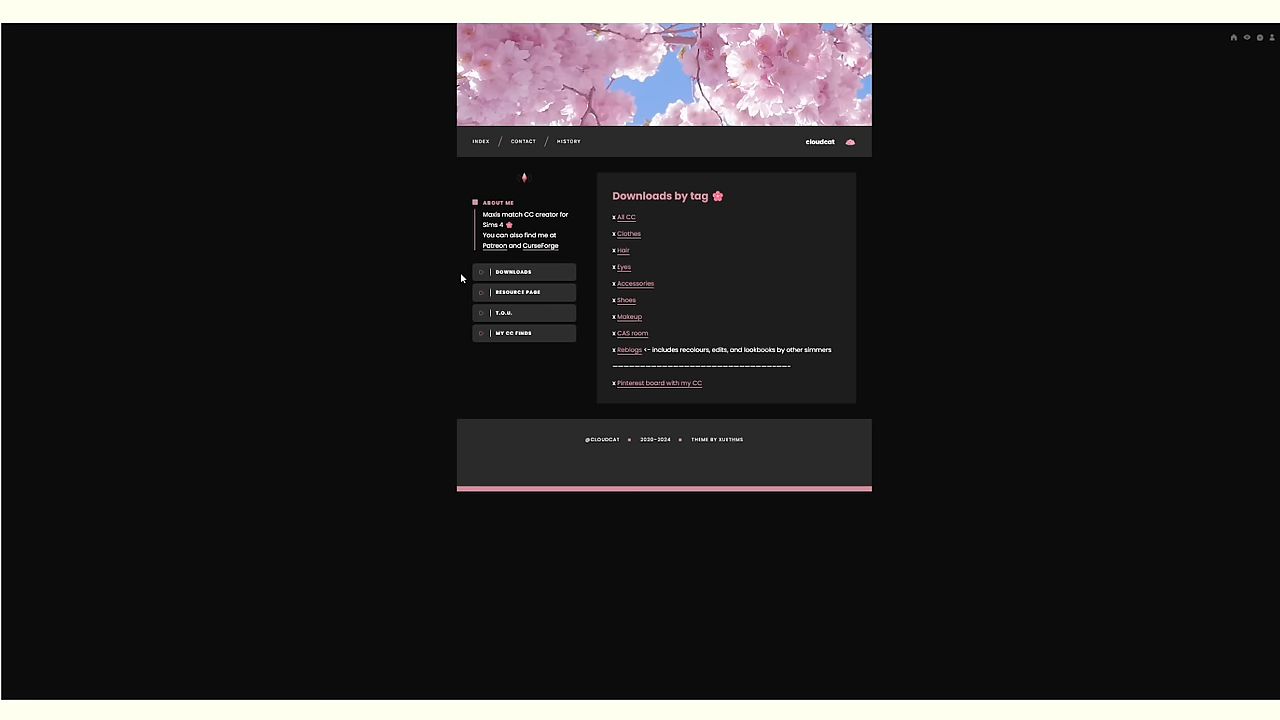 INDEX / CONTACT / HISTORY
cloudcat
ABOUT ME
Maxis match CC creator for
Sims 4
You can also find me at
Patreon and CurseForge
DOWNLOADS
RESOURCE PAGE
T.O.U.
MY CC FINDS
Downloads by tag
x All CC
x Clothes
x Hair
x Eyes
x Accessories
x Shoes
x Makeup
x CAS room
x Reblogs <- includes recolours, edits, and lookbooks by other simmers
x Pinterest board with my CC
@CLOUDCAT 2020-2024 THEME BY XUETHMS